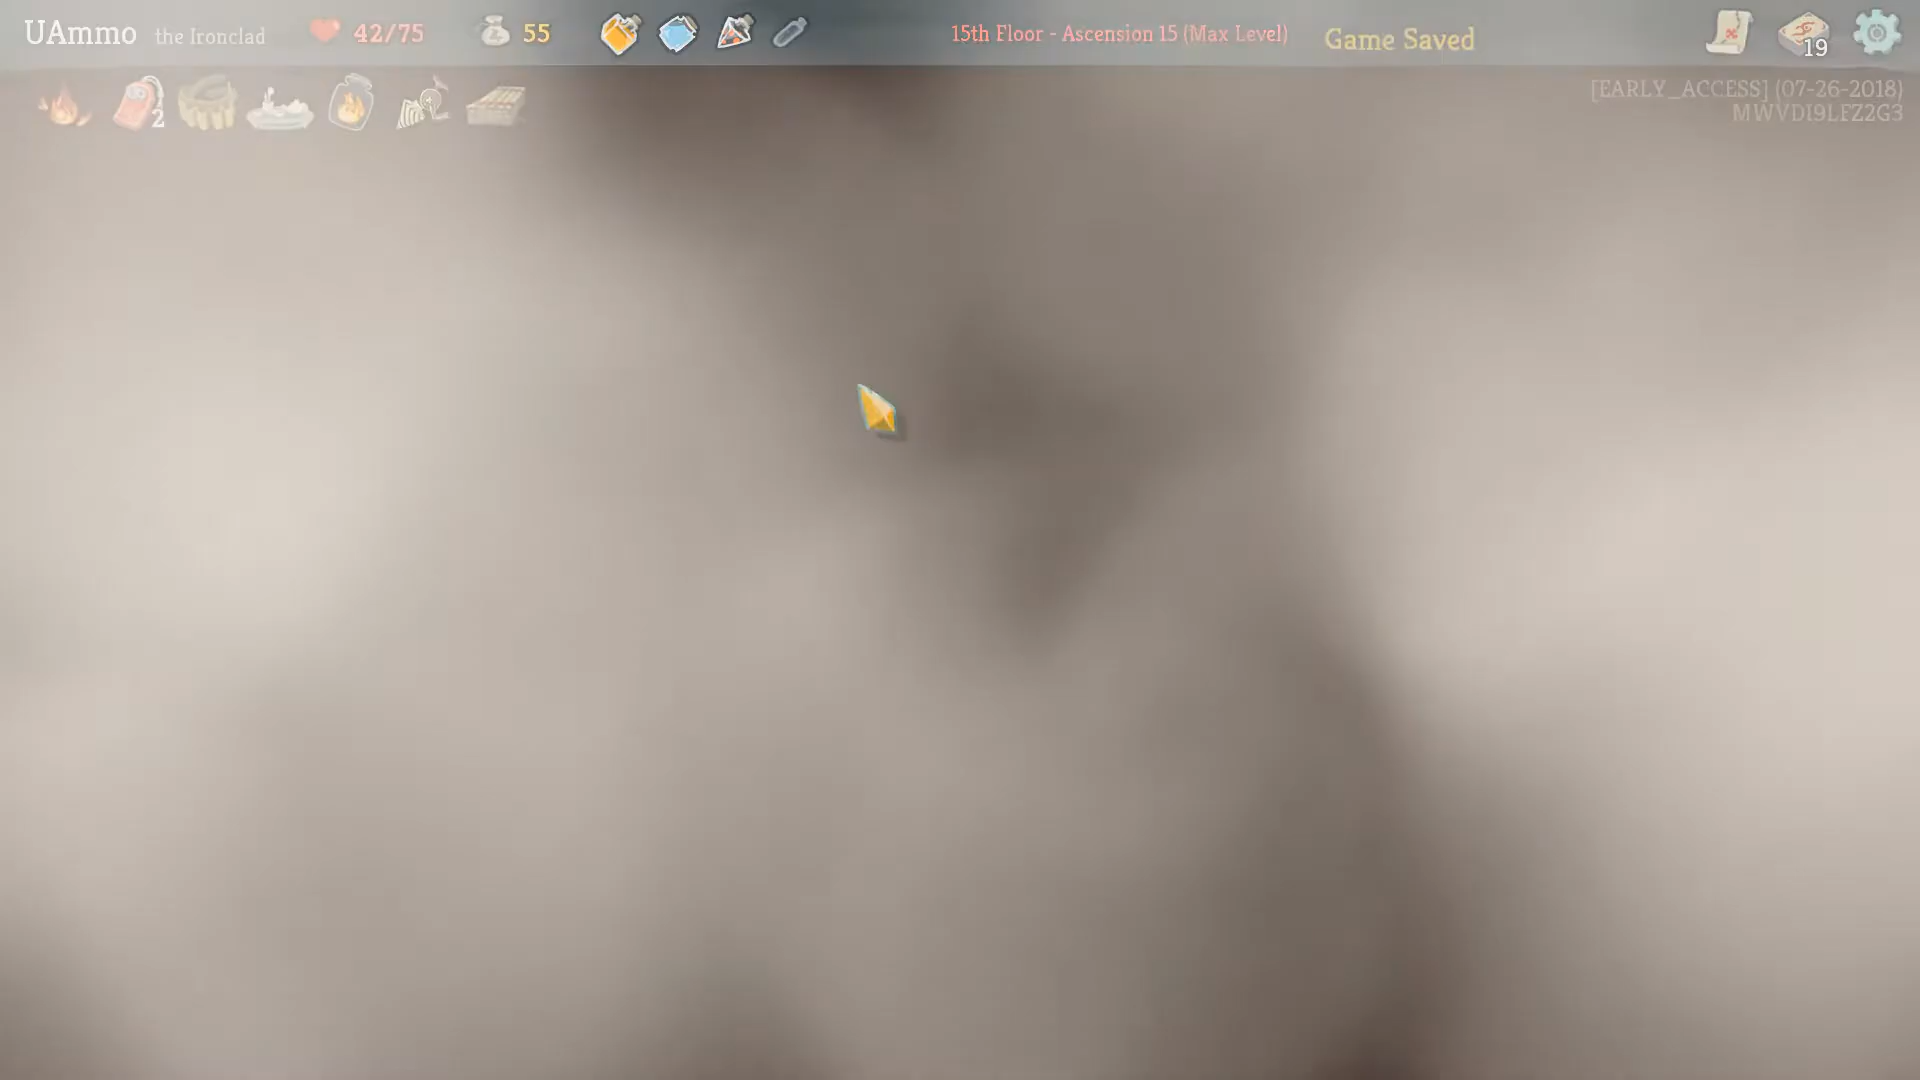 UAmmo the Ironclad 42/75 55 15th Floor - Ascension 15 (Max Level) Game Saved 19
2
[EARLY_ACCESS] (07-26-2018)
MWVDI9LFZ2G3